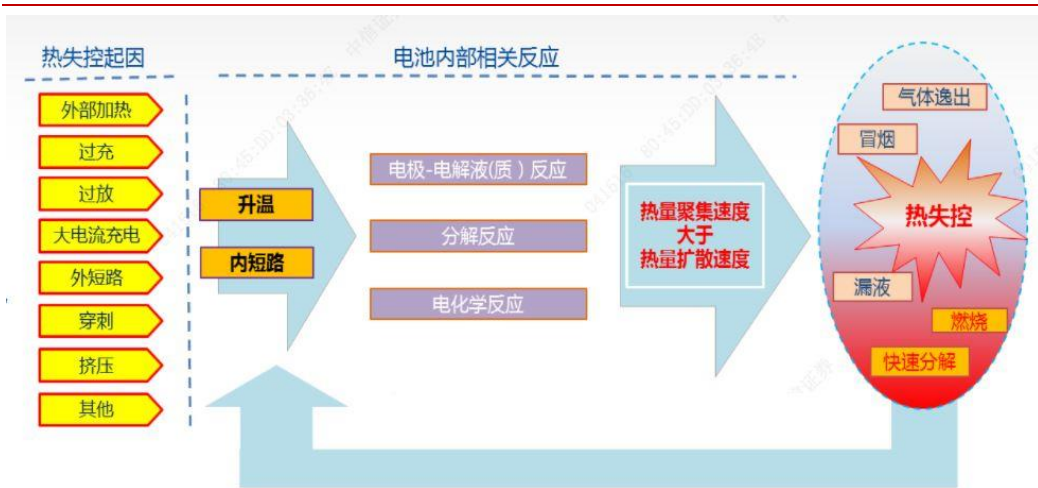 热失控起因
电池内部相关反应
外部加热
过充
过放
大电流充电
外短路
穿刺
挤压
其他
升温
内短路
电极-电解液(质）反应
分解反应
电化学反应
热量聚集速度
大于
热量扩散速度
气体逸出
冒烟
热失控
漏液
燃烧
快速分解